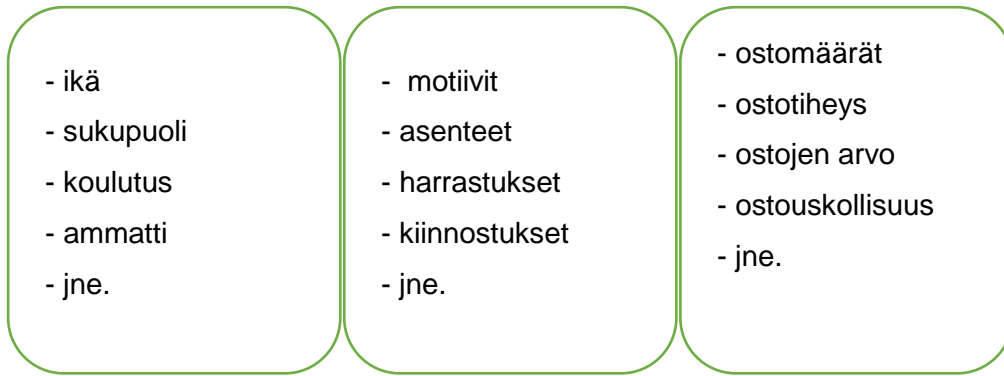 - ikä
- sukupuoli
- koulutus
- ammatti
- jne.
- motiivit
- asenteet
- harrastukset
- kiinnostukset
- jne.
- ostomäärät
- ostotiheys
- ostojen arvo
- ostouskollisuus
- jne.